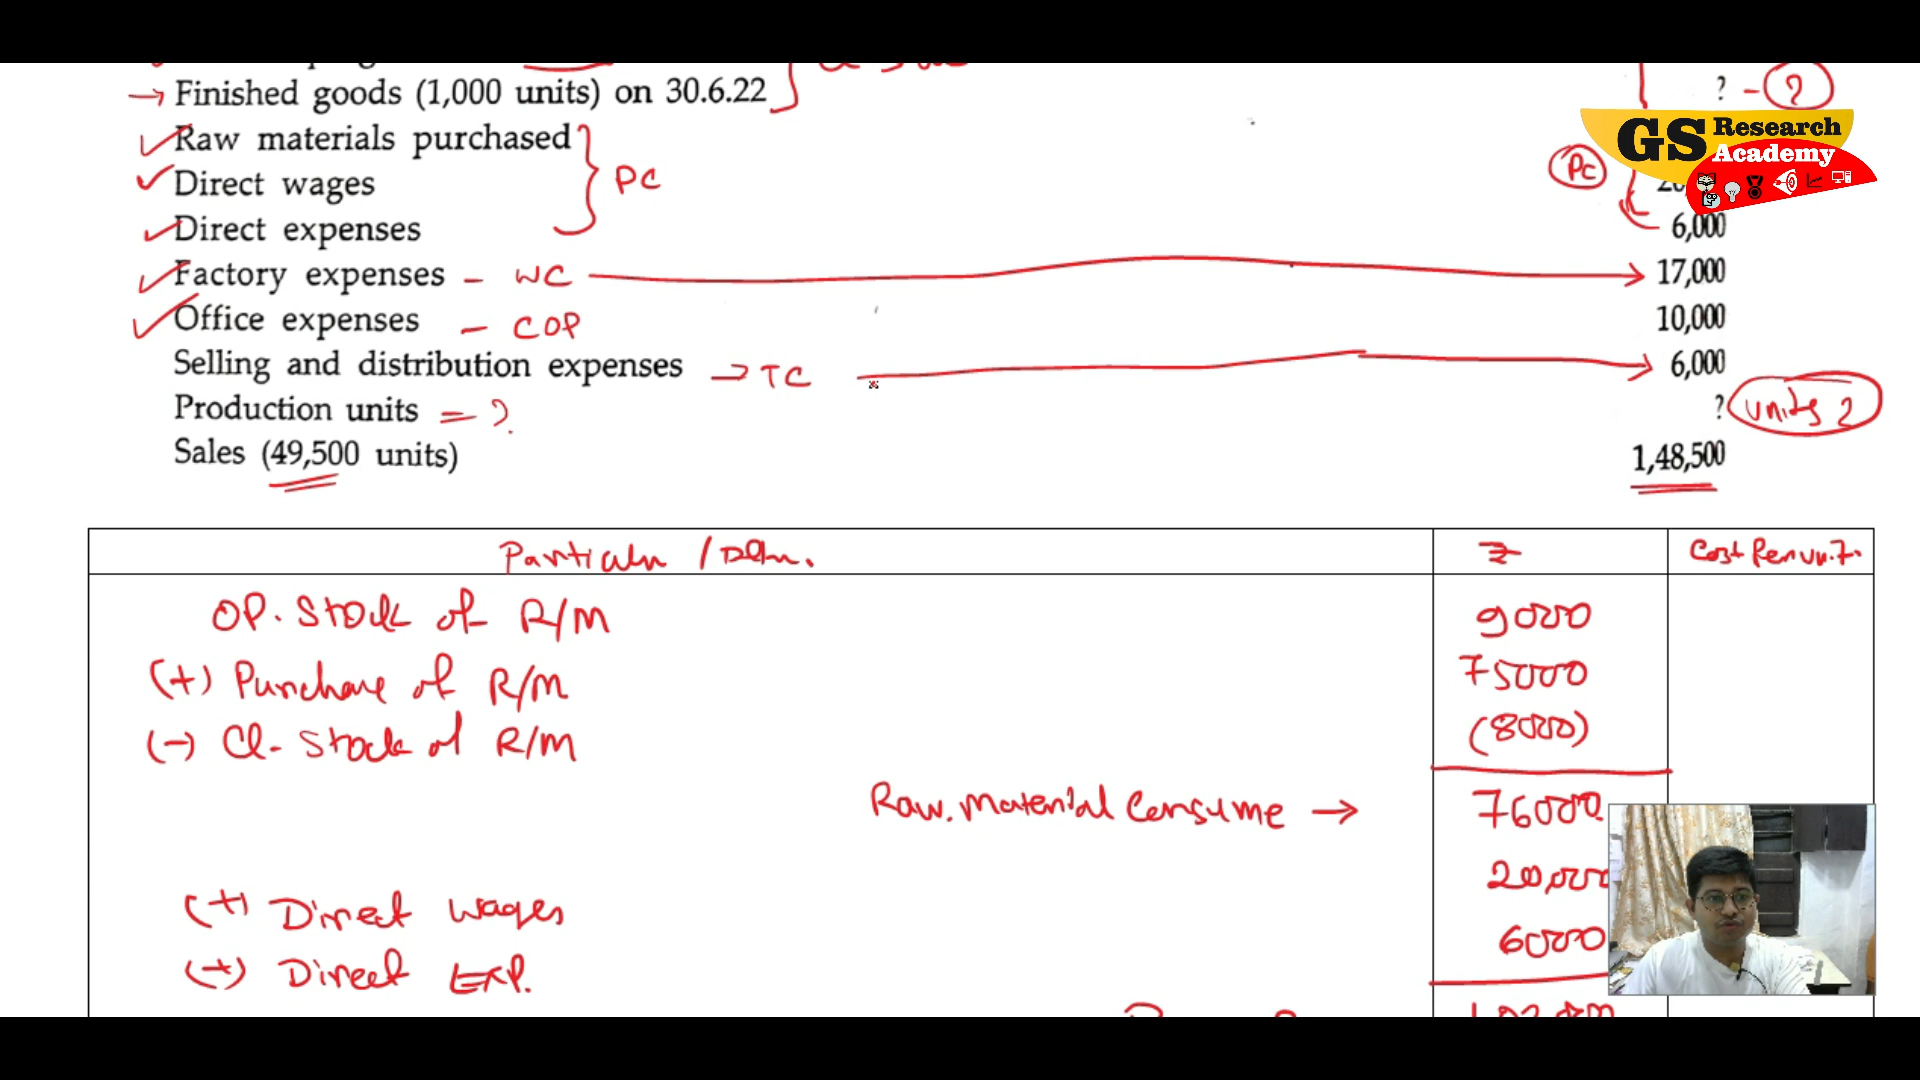 Finished goods (1,000 units) on 30.6.22 ? - ?
Raw materials purchased
Direct wages } PC PC
Direct expenses 6,000
Factory expenses - WC 17,000
Office expenses - COP 10,000
Selling and distribution expenses → TC 6,000
Production units = ? ? units ?
Sales (49,500 units) 1,48,500
GS Research Academy
Cost Per unit.
OP. Stock of R/M 9000
(+) Purchase of R/M 75000
(-) Cl. Stock of R/M (8000)
Raw. Material Consume → 76000
(+) Direct wages 20,000
(+) Direct EXP. 6000